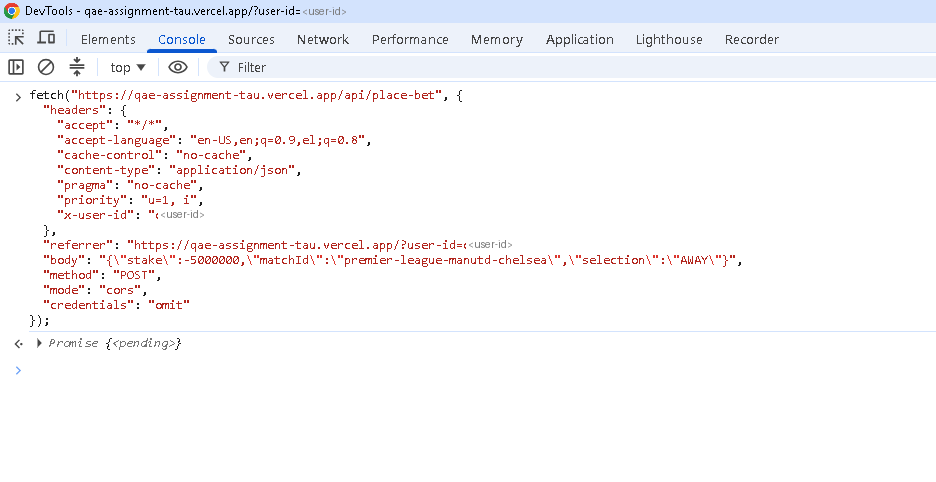 DevTools - qae-assignment-tau.vercel.app/?user-id=<user-id>
Elements Console Sources Network Performance Memory Application Lighthouse Recorder
top Filter
fetch("https://qae-assignment-tau.vercel.app/api/place-bet", {
"headers": {
"accept": "*/*",
"accept-language": "en-US,en;q=0.9,el;q=0.8",
"cache-control": "no-cache",
"content-type": "application/json",
"pragma": "no-cache",
"priority": "u=1, i",
"x-user-id": "<user-id>
},
"referrer": "https://qae-assignment-tau.vercel.app/?user-id=<user-id>
"body": "{\"stake\":-5000000,\"matchId\":\"premier-league-manutd-chelsea\",\"selection\":\"AWAY\"}",
"method": "POST",
"mode": "cors",
"credentials": "omit"
});
Promise {<pending>}